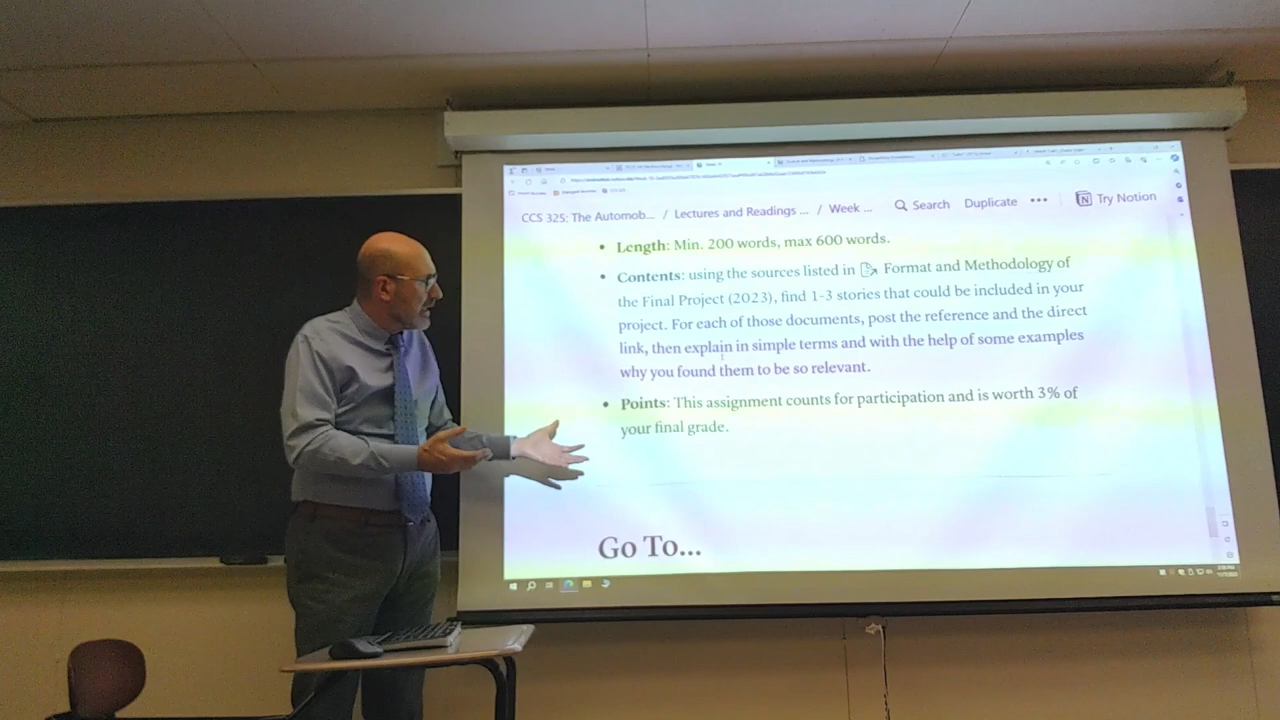 CCS 325: The Automob... / Lectures and Readings ... / Week ... Search Duplicate ••• Try Notion
• Length: Min. 200 words, max 600 words.
• Contents: using the sources listed in Format and Methodology of
the Final Project (2023), find 1-3 stories that could be included in your
project. For each of those documents, post the reference and the direct
link, then explain in simple terms and with the help of some examples
why you found them to be so relevant.
• Points: This assignment counts for participation and is worth 3% of
your final grade.
Go To...